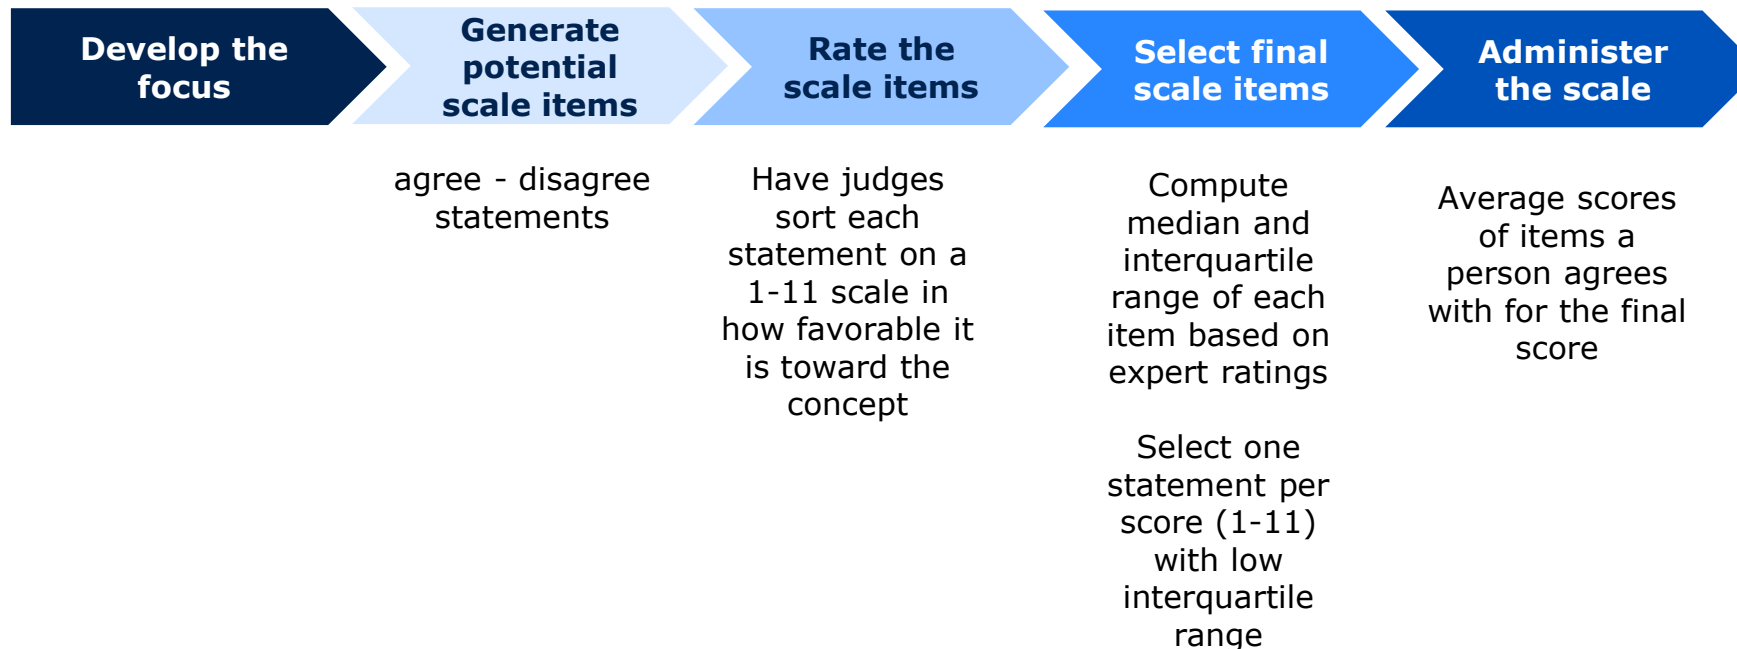 Develop the
focus
Generate
potential
scale items
Rate the
scale items
Select final
scale items
Administer
the scale
agree - disagree
statements
Have judges
sort each
statement on a
1-11 scale in
how favorable it
is toward the
concept
Compute
median and
interquartile
range of each
item based on
expert ratings
Select one
statement per
score (1-11)
with low
interquartile
range
Average scores
of items a
person agrees
with for the final
score